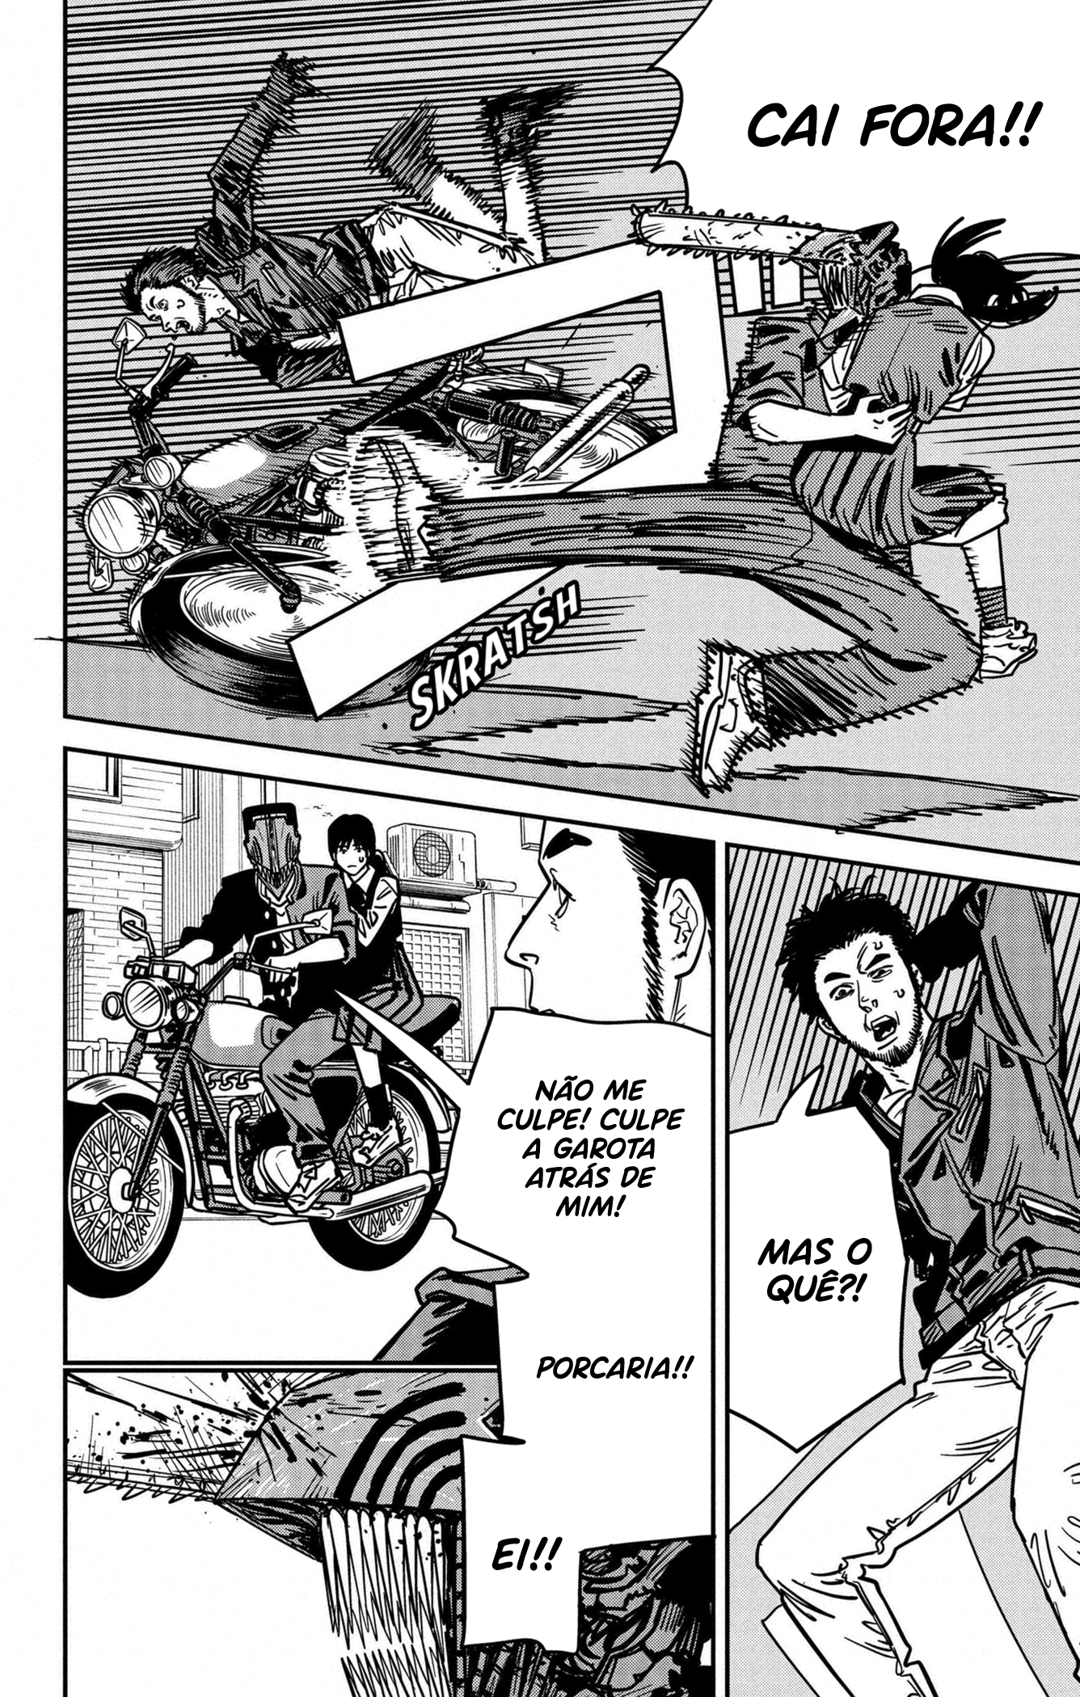 CAI FORA!!
SKRATSH
MAS O
QUÊ?!
NÃO ME
CULPE! CULPE
A GAROTA
ATRÁS DE
MIM!
PORCARIA!!
EI!!